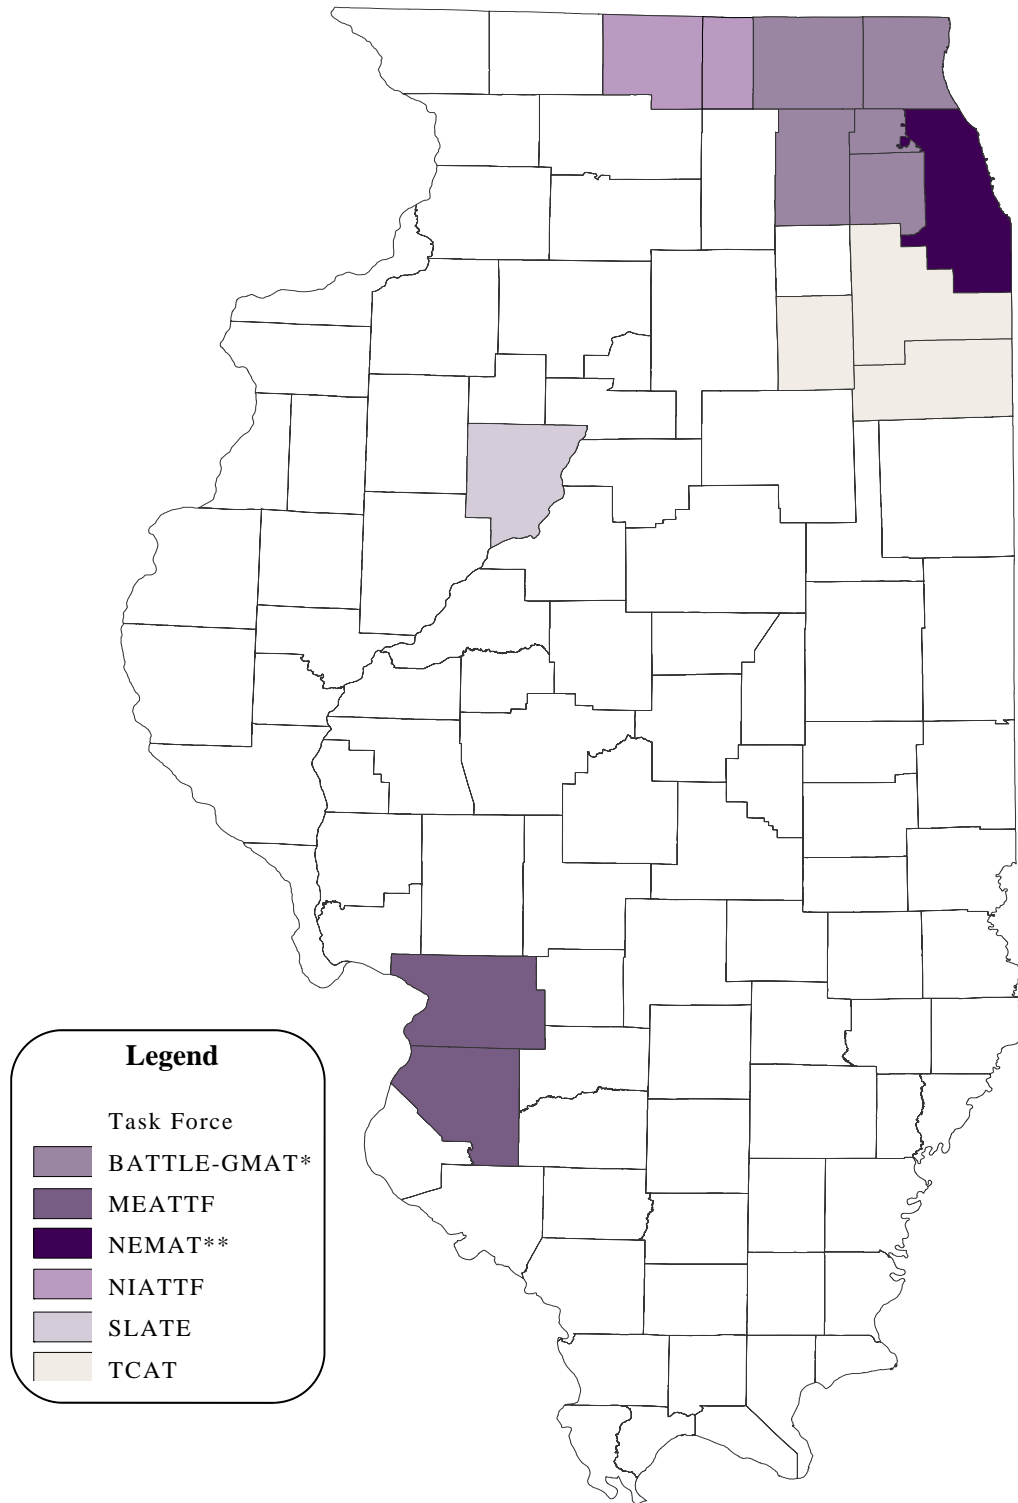 Legend
Task Force
BATTLE-GMAT*
MEATTF
NEMAT**
NIATTF
SLATE
TCAT